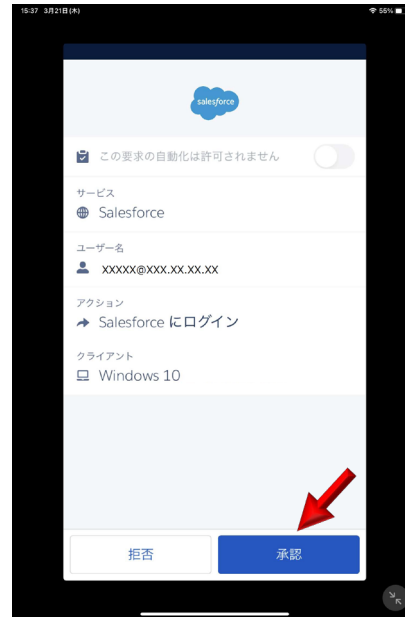 15:37 3月21日(木)
55%
salesforce
この要求の自動化は許可されません
サービス
Salesforce
ユーザー名
XXXXX@XXX.XX.XX.XX
アクション
Salesforce にログイン
クライアント
Windows 10
拒否
承認